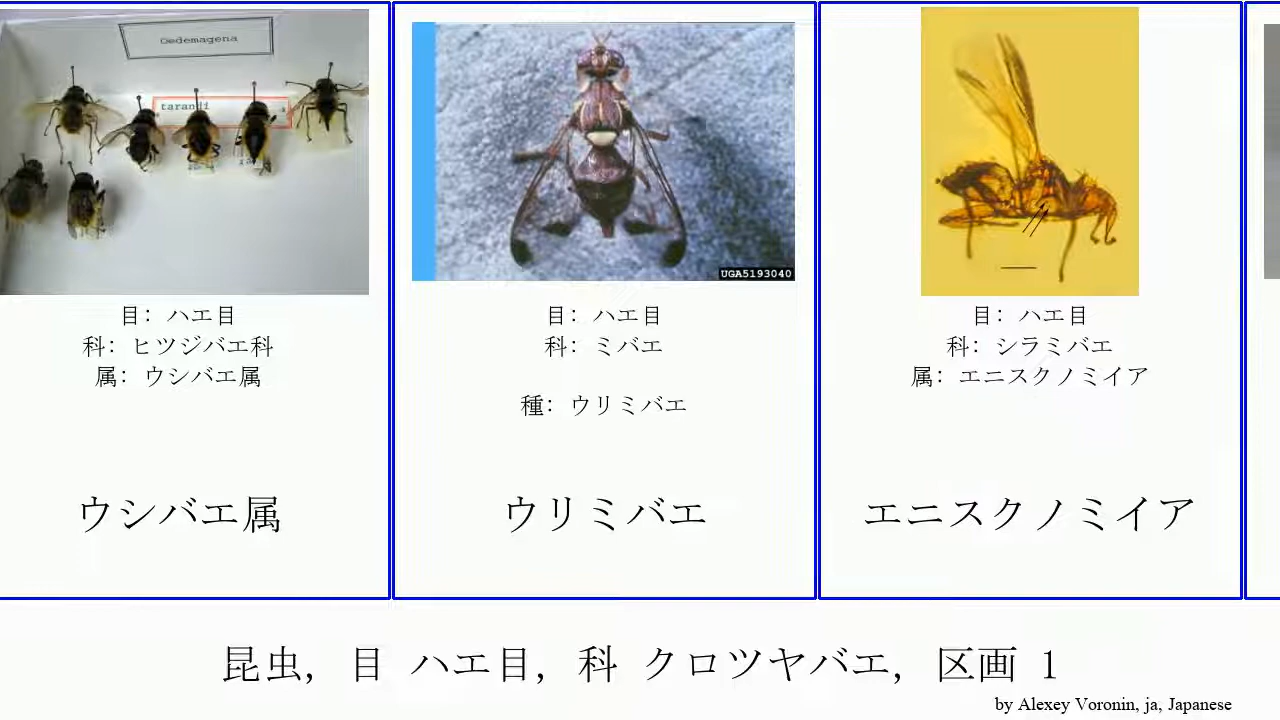 Oedemagena
tarandi
UGA5193040
目: ハエ目
科: ヒツジバエ科
属: ウシバエ属
ウシバエ属
目: ハエ目
科: ミバエ
種: ウリミバエ
ウリミバエ
目: ハエ目
科: シラミバエ
属: エニスクノミイア
エニスクノミイア
昆虫, 目 ハエ目, 科 クロツヤバエ, 区画 1
by Alexey Voronin, ja, Japanese